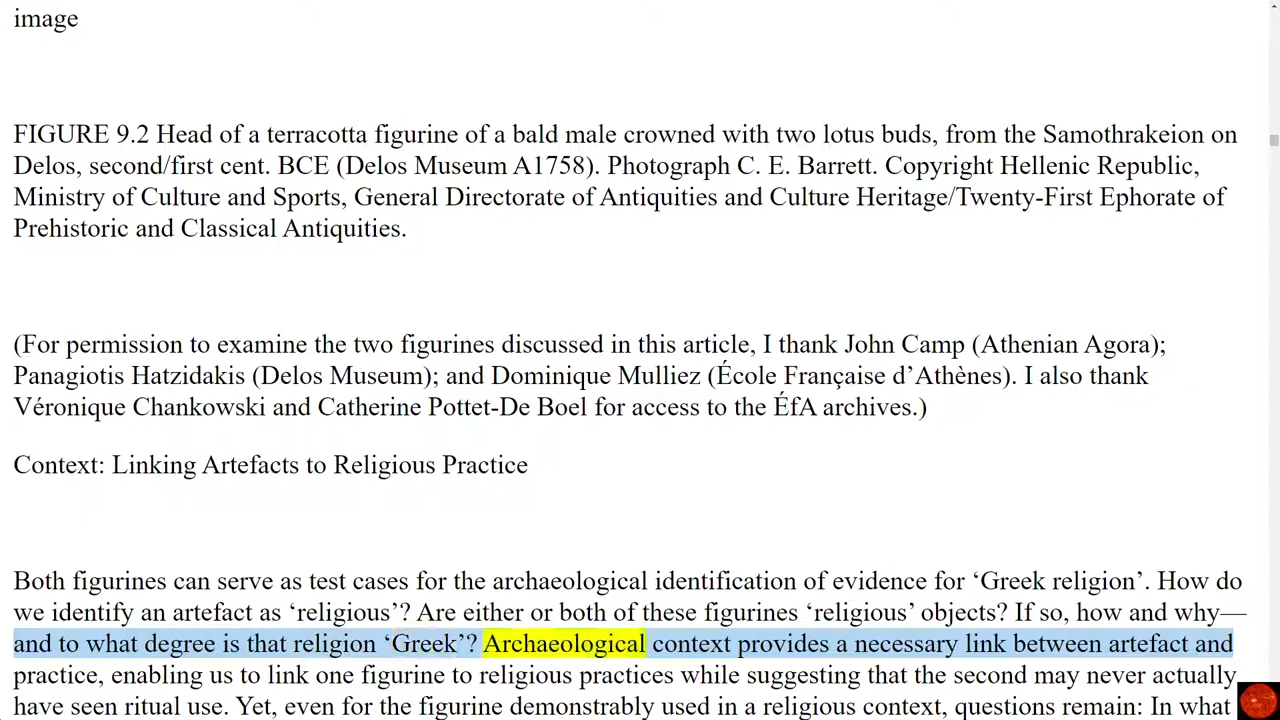 image
FIGURE 9.2 Head of a terracotta figurine of a bald male crowned with two lotus buds, from the Samothrakeion on
Delos, second/first cent. BCE (Delos Museum A1758). Photograph C. E. Barrett. Copyright Hellenic Republic,
Ministry of Culture and Sports, General Directorate of Antiquities and Culture Heritage/Twenty-First Ephorate of
Prehistoric and Classical Antiquities.
(For permission to examine the two figurines discussed in this article, I thank John Camp (Athenian Agora);
Panagiotis Hatzidakis (Delos Museum); and Dominique Mulliez (École Française d’Athènes). I also thank
Véronique Chankowski and Catherine Pottet-De Boel for access to the ÉfA archives.)
Context: Linking Artefacts to Religious Practice
Both figurines can serve as test cases for the archaeological identification of evidence for ‘Greek religion’. How do
we identify an artefact as ‘religious’? Are either or both of these figurines ‘religious’ objects? If so, how and why—
and to what degree is that religion ‘Greek’? Archaeological context provides a necessary link between artefact and
practice, enabling us to link one figurine to religious practices while suggesting that the second may never actually
have seen ritual use. Yet, even for the figurine demonstrably used in a religious context, questions remain: In what